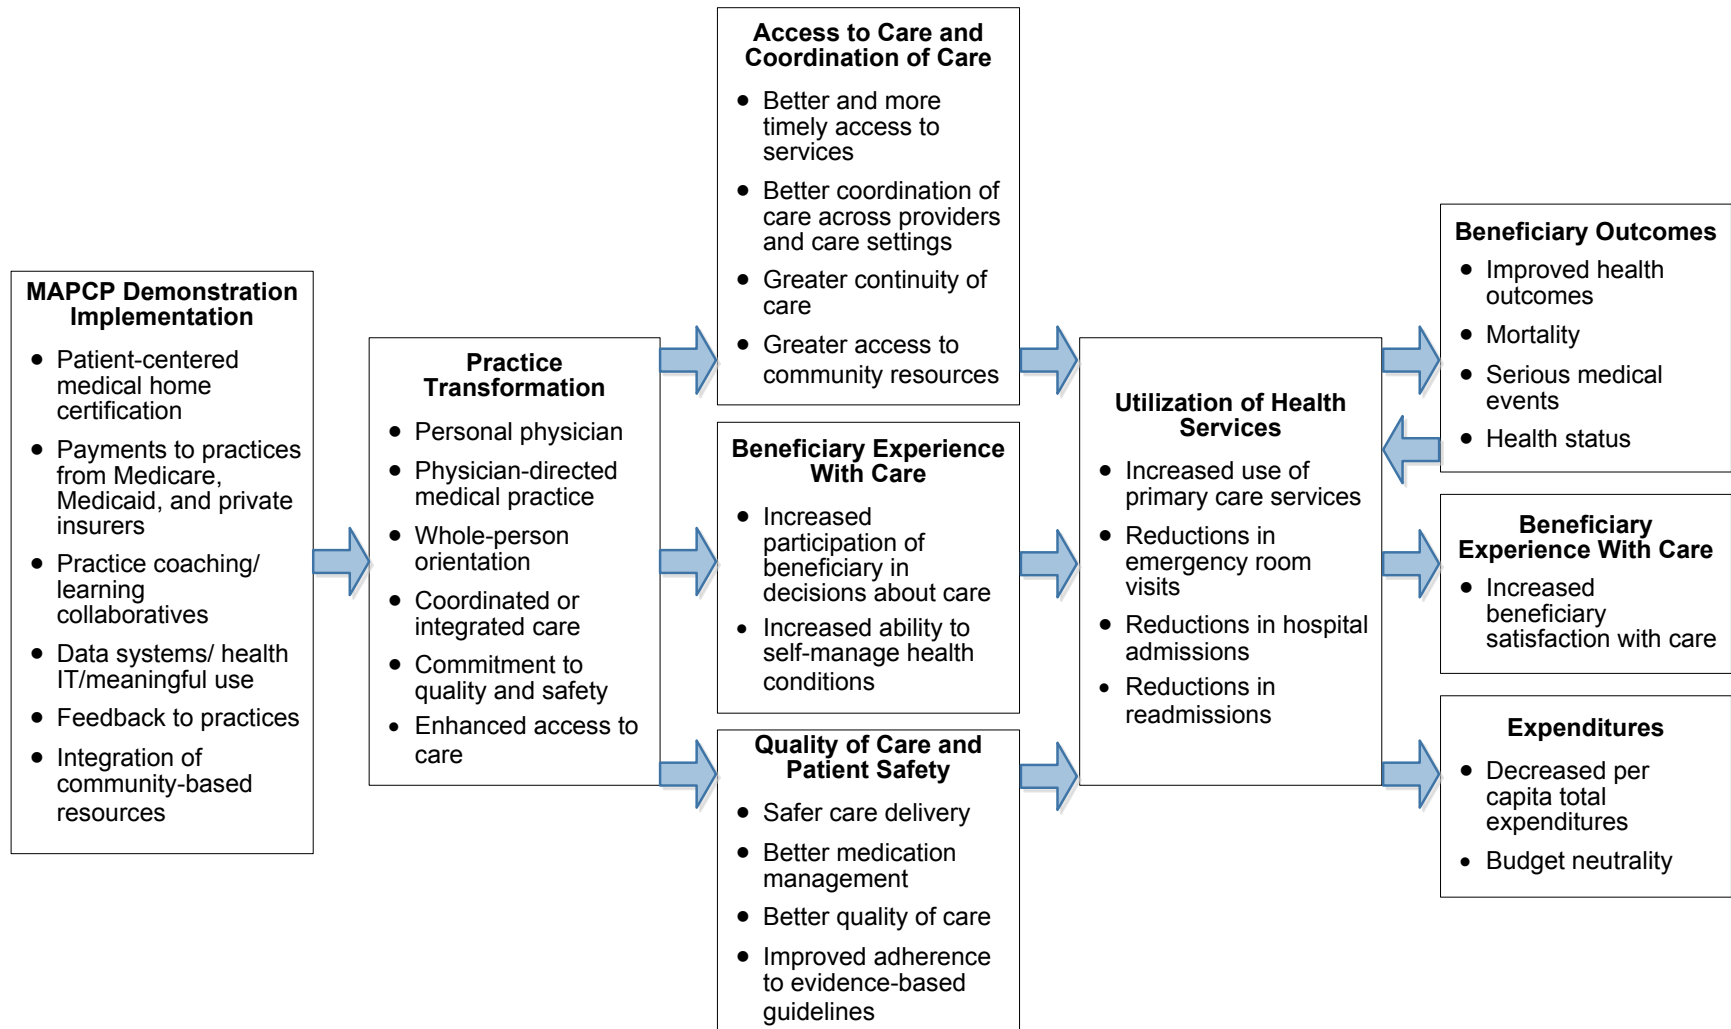 MAPCP Demonstration
Implementation
• Patient-centered
medical home
certification
• Payments to practices
from Medicare,
Medicaid, and private
insurers
• Practice coaching/
learning
collaboratives
• Data systems/ health
IT/meaningful use
• Feedback to practices
• Integration of
community-based
resources
Practice
Transformation
• Personal physician
• Physician-directed
medical practice
• Whole-person
orientation
• Coordinated or
integrated care
• Commitment to
quality and safety
• Enhanced access to
care
Access to Care and
Coordination of Care
• Better and more
timely access to
services
• Better coordination of
care across providers
and care settings
• Greater continuity of
care
• Greater access to
community resources
Beneficiary Experience
With Care
• Increased
participation of
beneficiary in
decisions about care
• Increased ability to
self-manage health
conditions
Quality of Care and
Patient Safety
• Safer care delivery
• Better medication
management
• Better quality of care
• Improved adherence
to evidence-based
guidelines
Utilization of Health
Services
• Increased use of
primary care services
• Reductions in
emergency room
visits
• Reductions in hospital
admissions
• Reductions in
readmissions
Beneficiary Outcomes
• Improved health
outcomes
• Mortality
• Serious medical
events
• Health status
Beneficiary
Experience With Care
• Increased
beneficiary
satisfaction with care
Expenditures
• Decreased per
capita total
expenditures
• Budget neutrality